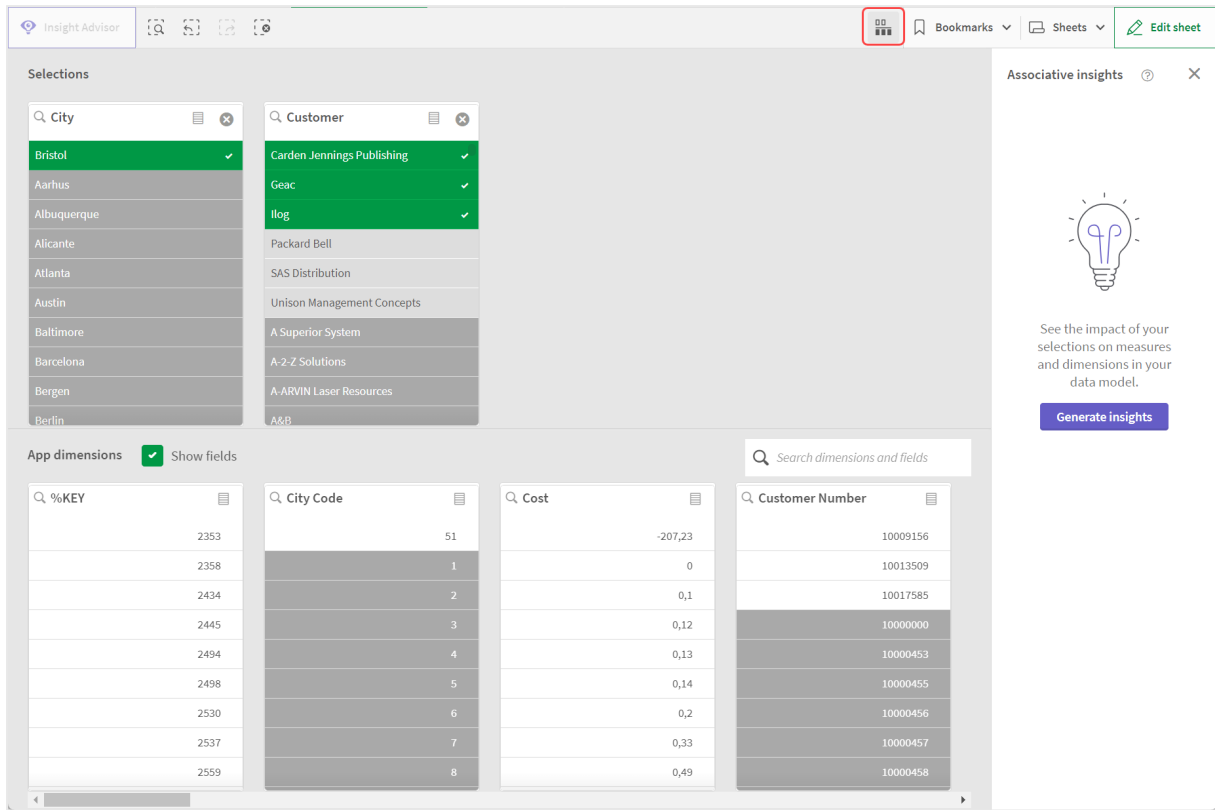 Insight Advisor
Bookmarks
Sheets
Edit sheet
Selections
City
Bristol
Aarhus
Albuquerque
Alicante
Atlanta
Austin
Baltimore
Barcelona
Bergen
Berlin
Customer
Carden Jennings Publishing
Geac
Ilog
Packard Bell
SAS Distribution
Unison Management Concepts
A Superior System
A-2-Z Solutions
A-ARVIN Laser Resources
A&B
Associative insights
See the impact of your
selections on measures
and dimensions in your
data model.
Generate insights
App dimensions
Show fields
Search dimensions and fields
%KEY
2353
2358
2434
2445
2494
2498
2530
2537
2559
City Code
51
1
2
3
4
5
6
7
8
Cost
-207,23
0
0,1
0,12
0,13
0,14
0,2
0,33
0,49
Customer Number
10009156
10013509
10017585
10000000
10000453
10000455
10000456
10000457
10000458